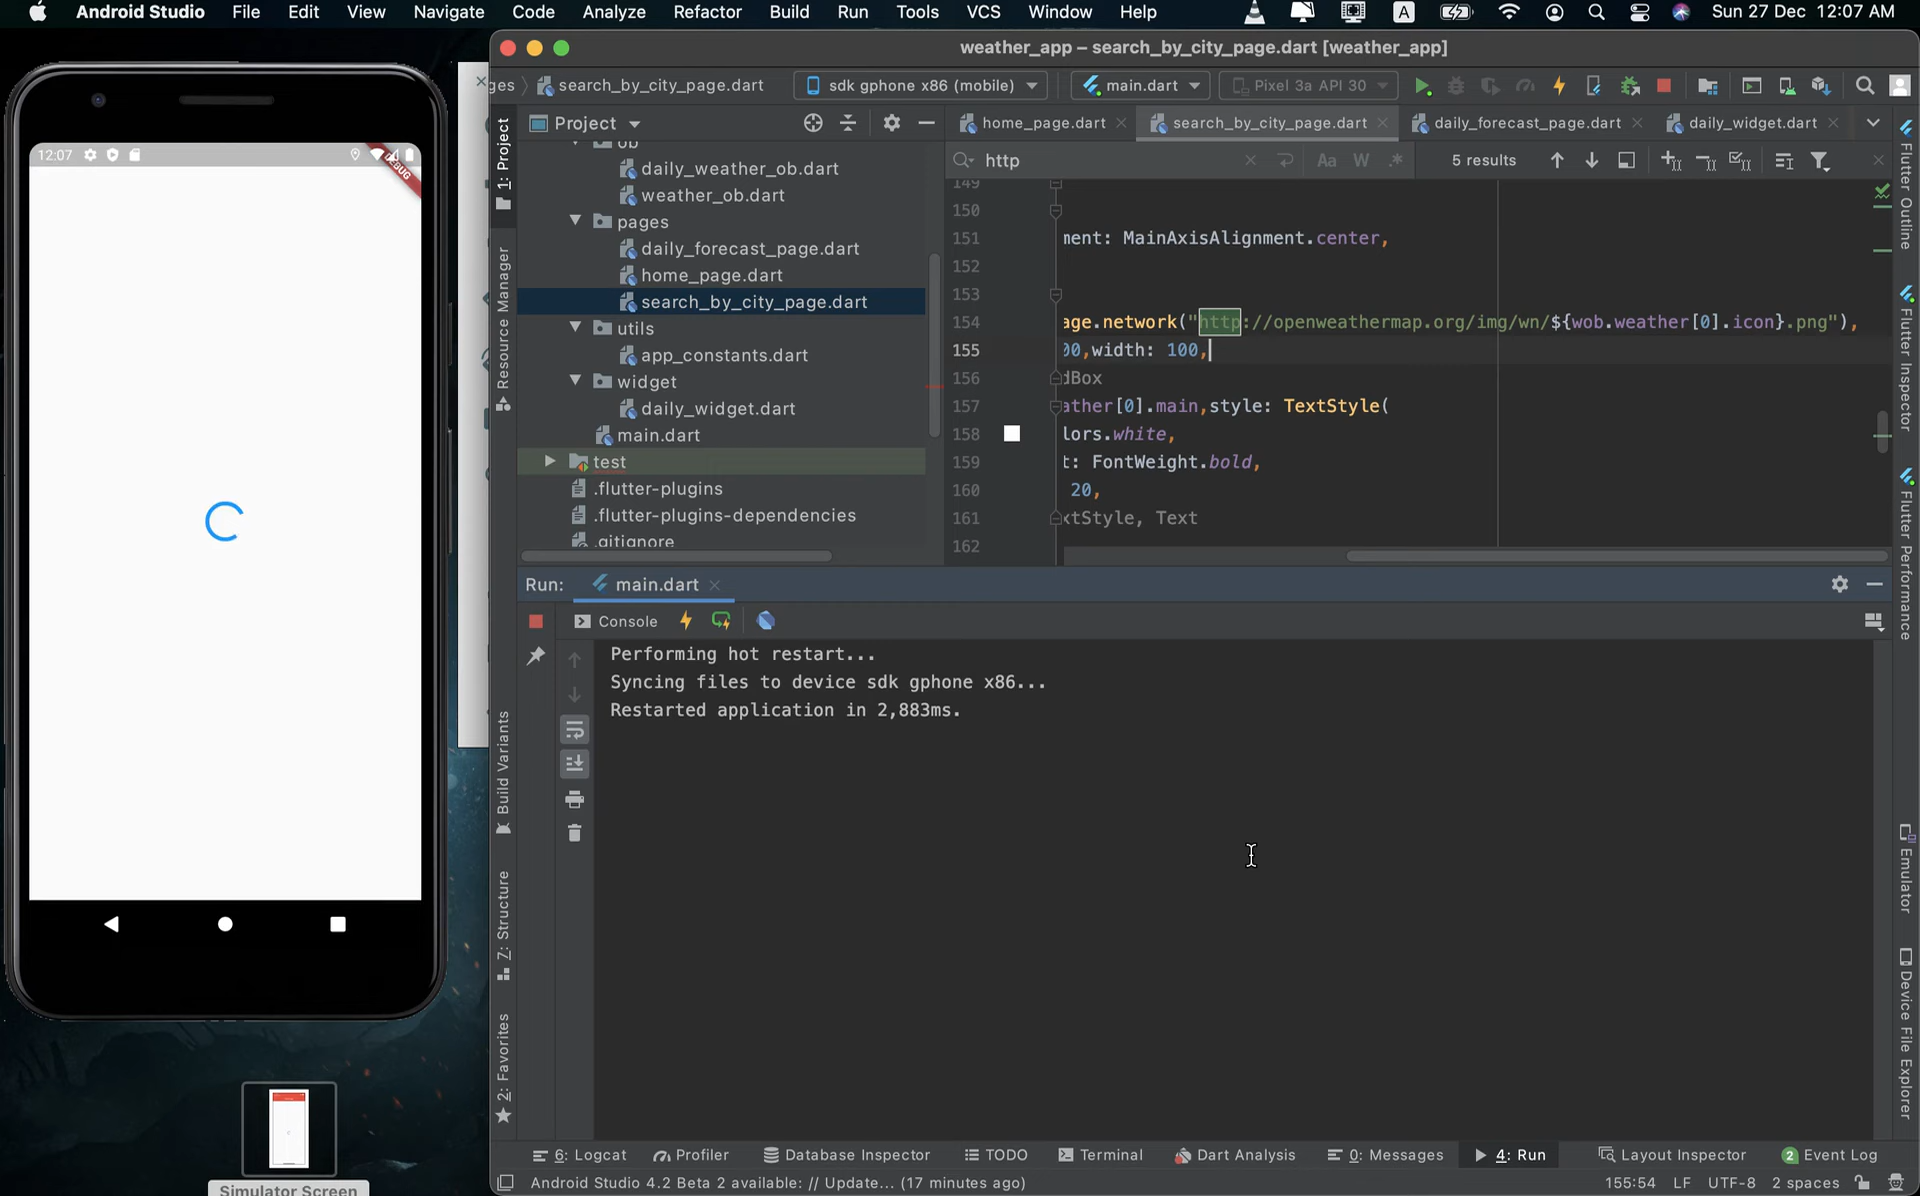 Android Studio File Edit View Navigate Code Analyze Refactor Build Run Tools VCS Window Help A Sun 27 Dec 12:07 AM
weather_app – search_by_city_page.dart [weather_app]
ges search_by_city_page.dart sdk gphone x86 (mobile) main.dart Pixel 3a API 30
Project home_page.dart search_by_city_page.dart daily_forecast_page.dart daily_widget.dart
http Aa W .* 5 results
12:07 DEBUG
ob
daily_weather_ob.dart
weather_ob.dart
pages
daily_forecast_page.dart
home_page.dart
search_by_city_page.dart
utils
app_constants.dart
widget
daily_widget.dart
main.dart
test
.flutter-plugins
.flutter-plugins-dependencies
.gitignore
149
150
151 ment: MainAxisAlignment.center,
152
153
154 age.network("http://openweathermap.org/img/wn/${wob.weather[0].icon}.png"),
155 00,width: 100,
156 dBox
157 ather[0].main,style: TextStyle(
158 lors.white,
159 t: FontWeight.bold,
160 20,
161 xtStyle, Text
162
1: Project
Resource Manager
Build Variants
Z: Structure
2: Favorites
Flutter Outline
Flutter Inspector
Flutter Performance
Emulator
Device File Explorer
Run: main.dart
Console
Performing hot restart...
Syncing files to device sdk gphone x86...
Restarted application in 2,883ms.
6: Logcat Profiler Database Inspector TODO Terminal Dart Analysis 0: Messages 4: Run Layout Inspector 2 Event Log
Android Studio 4.2 Beta 2 available: // Update... (17 minutes ago) 155:54 LF UTF-8 2 spaces
Simulator Screen